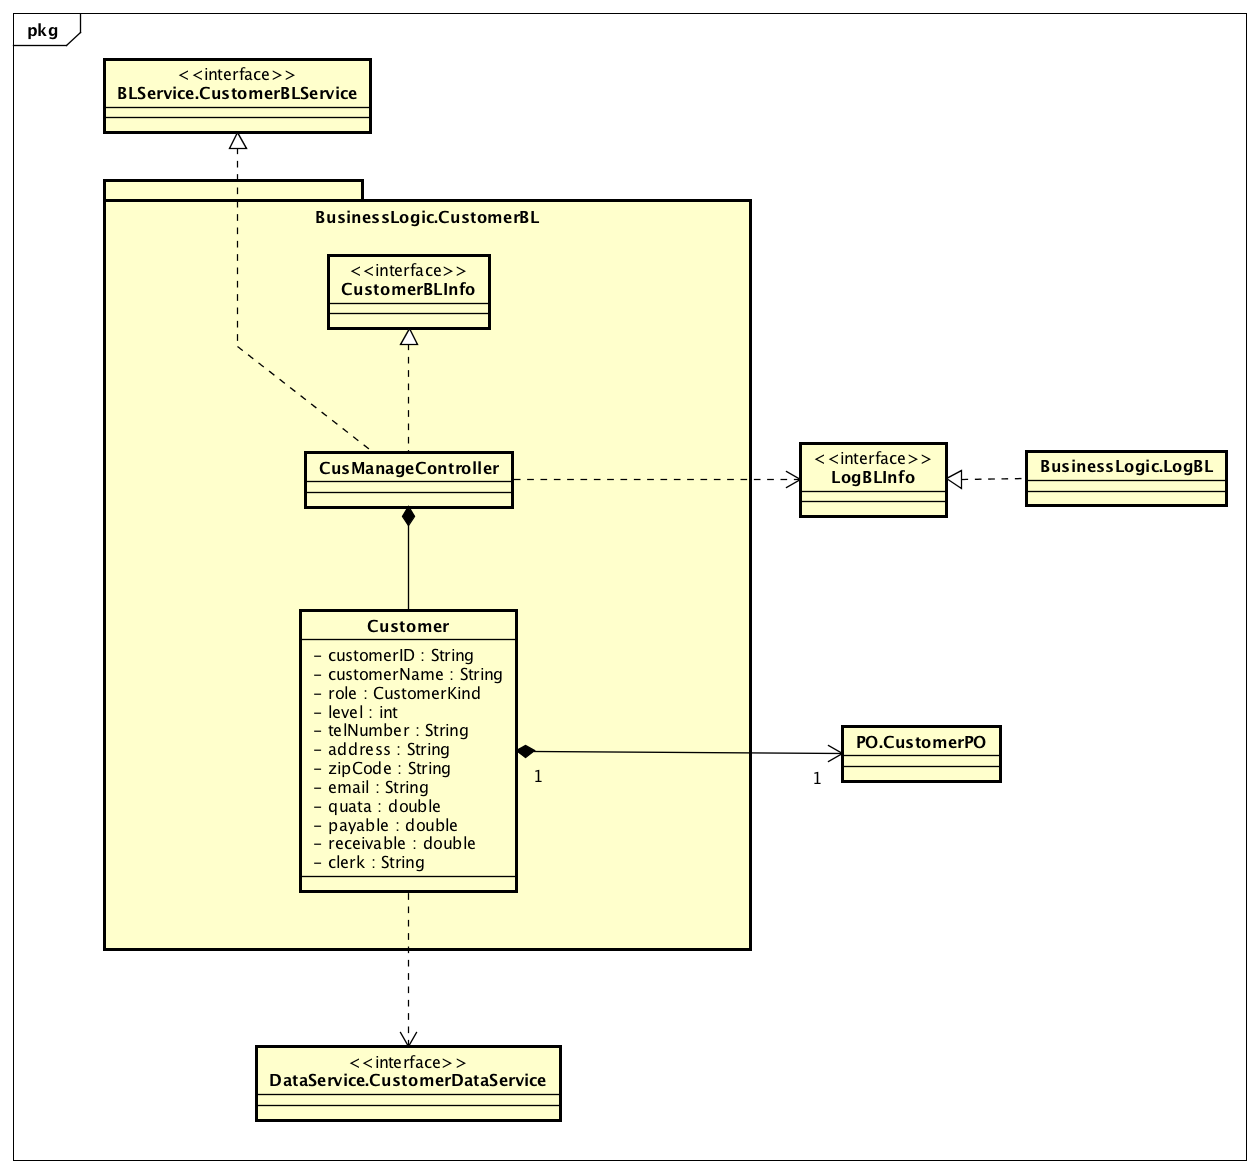 pkg
<<interface>>
BLService.CustomerBLService
BusinessLogic.CustomerBL
<<interface>>
CustomerBLInfo
CusManageController
<<interface>>
LogBLInfo
BusinessLogic.LogBL
Customer
- customerID : String
- customerName : String
- role : CustomerKind
- level : int
- telNumber : String
- address : String
- zipCode : String
- email : String
- quata : double
- payable : double
- receivable : double
- clerk : String
1
1
PO.CustomerPO
<<interface>>
DataService.CustomerDataService